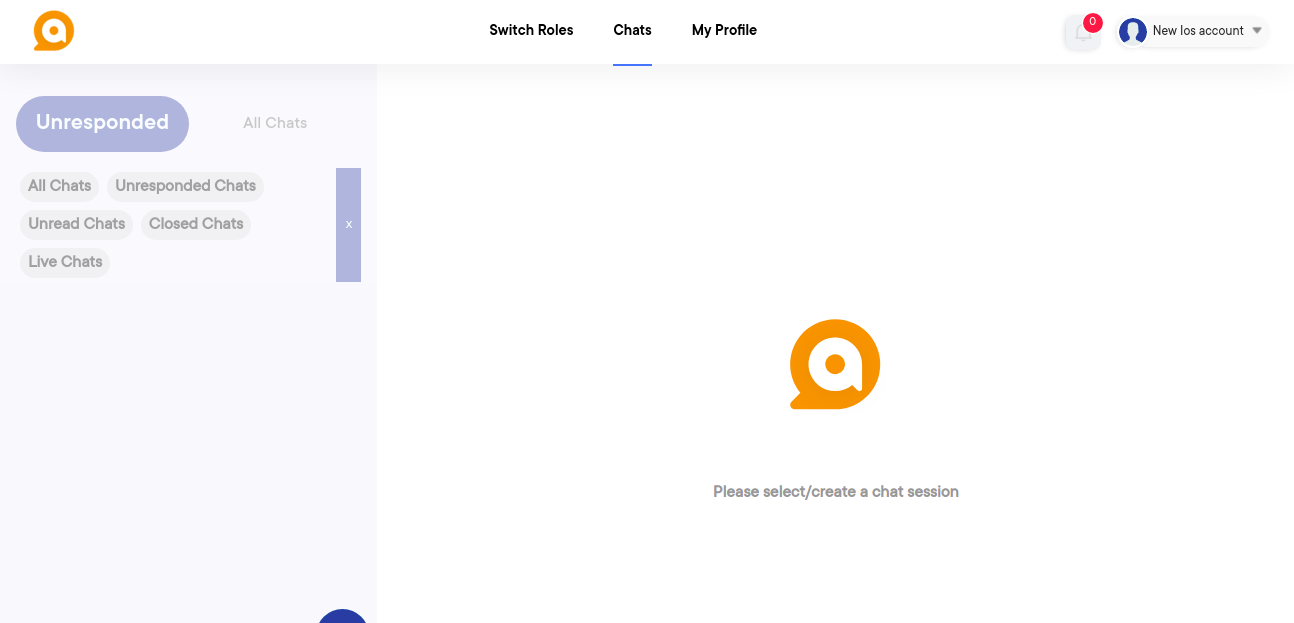 Switch Roles Chats My Profile 0 New Ios account
Unresponded All Chats
All Chats Unresponded Chats
Unread Chats Closed Chats x
Live Chats
Please select/create a chat session